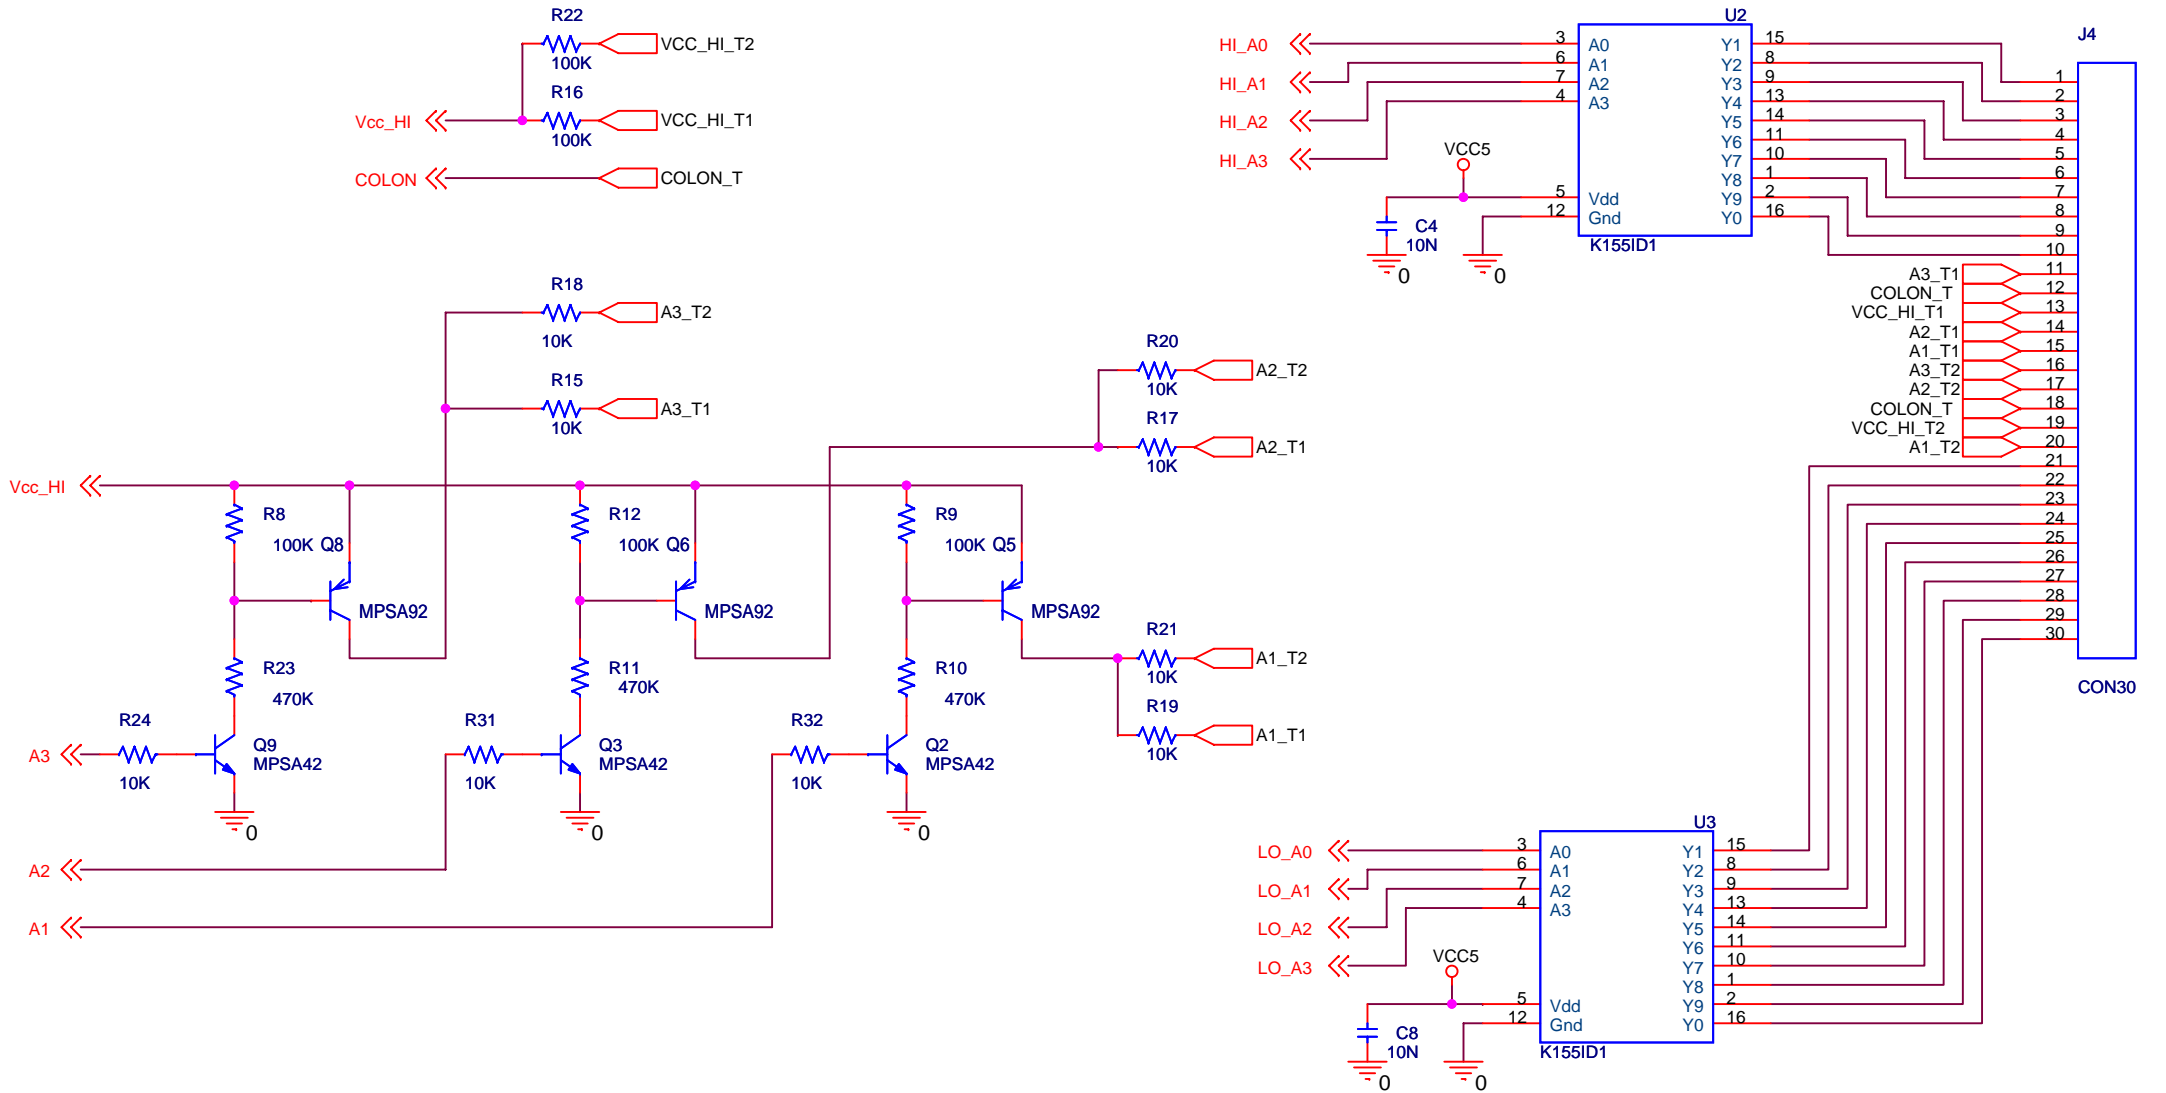 R22
VCC_HI_T2
100K
R16
Vcc_HI
VCC_HI_T1
100K
COLON
COLON_T
R18
A3_T2
10K
R15
A3_T1
10K
R20
A2_T2
10K
R17
A2_T1
10K
Vcc_HI
R8
100K Q8
MPSA92
R12
100K Q6
MPSA92
R9
100K Q5
MPSA92
R23
470K
R11
470K
R10
470K
R21
A1_T2
10K
R19
A1_T1
10K
R24
A3
10K
Q9
MPSA42
0
R31
10K
Q3
MPSA42
0
R32
10K
Q2
MPSA42
0
A2
A1
U2
HI_A0
3 A0
Y1 15
6 A1
Y2 8
HI_A1
7 A2
Y3 9
4 A3
Y4 13
HI_A2
Y5 14
Y6 11
HI_A3
Y7 10
VCC5
Y8 1
5 Vdd
Y9 2
12 Gnd
Y0 16
C4
10N
K155ID1
0
0
J4
1
2
3
4
5
6
7
8
9
10
A3_T1 11
COLON_T 12
VCC_HI_T1 13
A2_T1 14
A1_T1 15
A3_T2 16
A2_T2 17
COLON_T 18
VCC_HI_T2 19
A1_T2 20
21
22
23
24
25
26
27
28
29
30
CON30
U3
LO_A0
3 A0
Y1 15
6 A1
Y2 8
LO_A1
7 A2
Y3 9
4 A3
Y4 13
LO_A2
Y5 14
Y6 11
LO_A3
Y7 10
VCC5
Y8 1
5 Vdd
Y9 2
12 Gnd
Y0 16
C8
10N
K155ID1
0
0